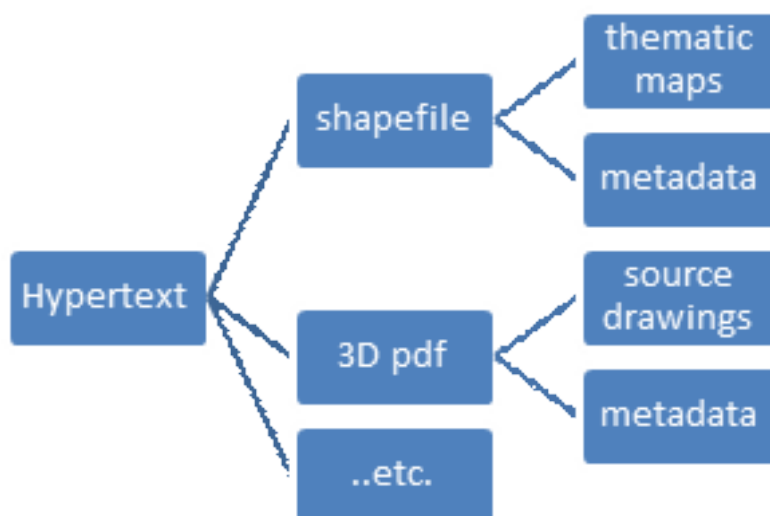 thematic
maps
shapefile
metadata
Hypertext
source
drawings
3D pdf
metadata
..etc.